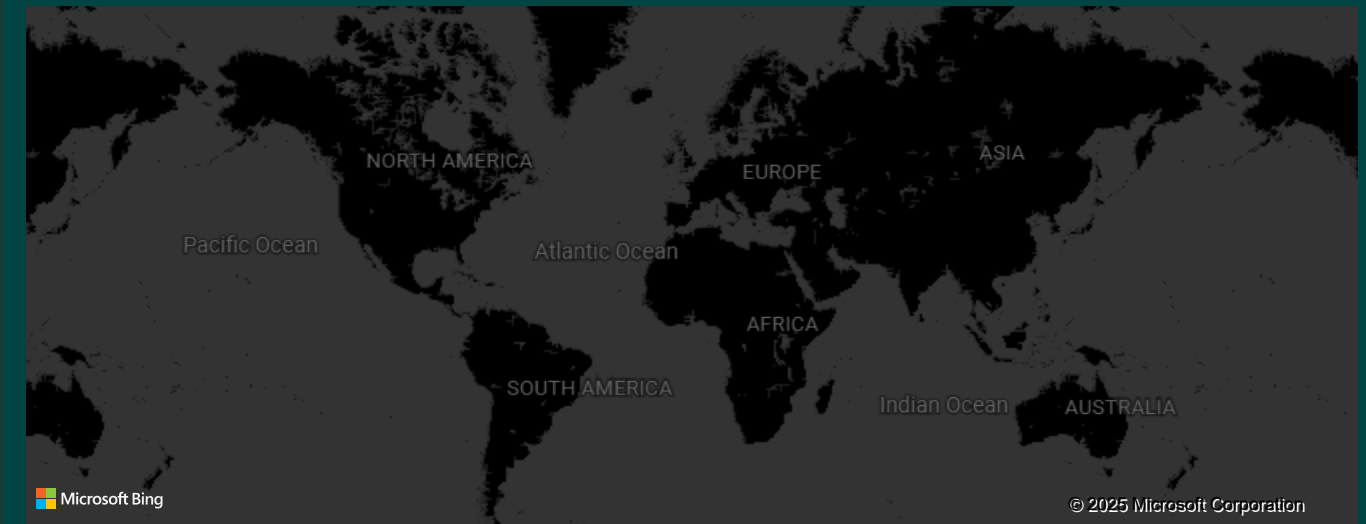 NORTH AMERICA
ASIA
EUROPE
Pacific Ocean
Atlantic Ocean
AFRICA
SOUTH AMERICA
Indian Ocean
AUSTRALIA
Microsoft Bing
© 2025 Microsoft Corporation